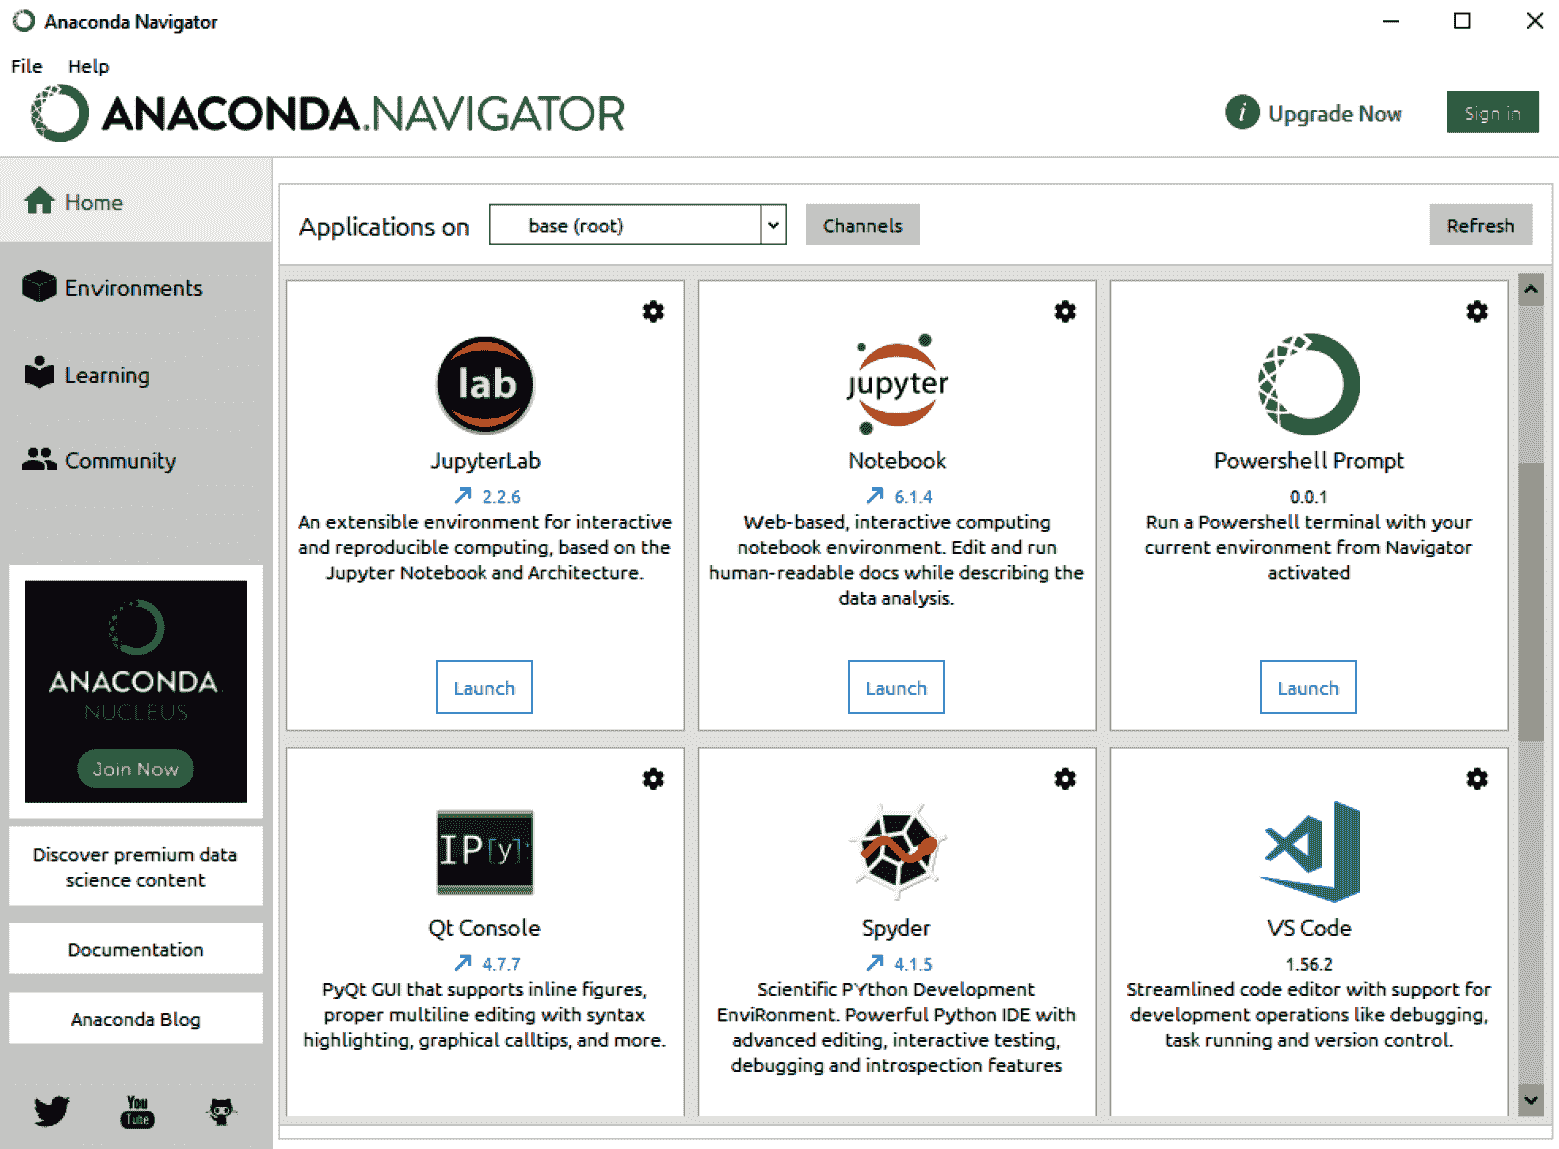 Anaconda Navigator
File Help
ANACONDA.NAVIGATOR
i Upgrade Now Sign in
Home
Environments
Learning
Community
ANACONDA
NUCLEUS
Join Now
Discover premium data
science content
Documentation
Anaconda Blog
You
Tube
Applications on base (root) Channels Refresh
lab
JupyterLab
2.2.6
An extensible environment for interactive
and reproducible computing, based on the
Jupyter Notebook and Architecture.
Launch
jupyter
Notebook
6.1.4
Web-based, interactive computing
notebook environment. Edit and run
human-readable docs while describing the
data analysis.
Launch
Powershell Prompt
0.0.1
Run a Powershell terminal with your
current environment from Navigator
activated
Launch
IP[y]:
Qt Console
4.7.7
PyQt GUI that supports inline figures,
proper multiline editing with syntax
highlighting, graphical calltips, and more.
Spyder
4.1.5
Scientific PYthon Development
EnviRonment. Powerful Python IDE with
advanced editing, interactive testing,
debugging and introspection features
VS Code
1.56.2
Streamlined code editor with support for
development operations like debugging,
task running and version control.